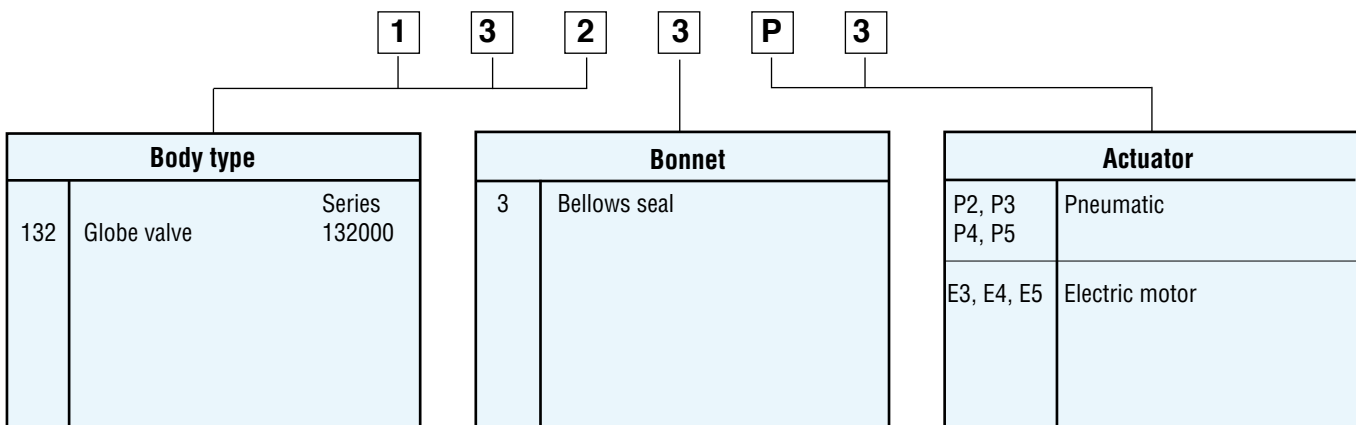 1 3 2 3 P 3
Body type
Series
132 Globe valve 132000
Bonnet
3 Bellows seal
Actuator
P2, P3 Pneumatic
P4, P5
E3, E4, E5 Electric motor